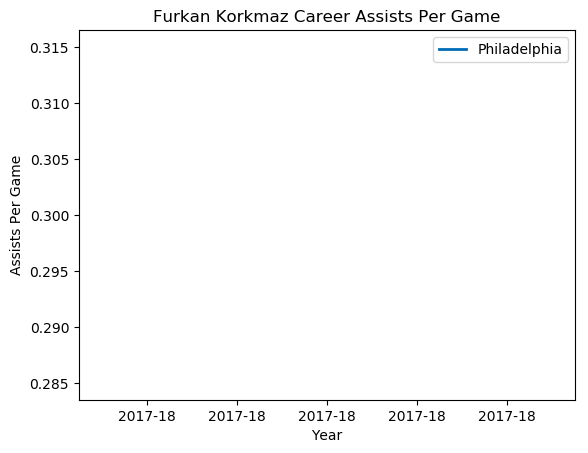 Furkan Korkmaz Career Assists Per Game
Philadelphia
0.315
0.310
0.305
0.300
0.295
0.290
0.285
Assists Per Game
2017-18 2017-18 2017-18 2017-18 2017-18
Year